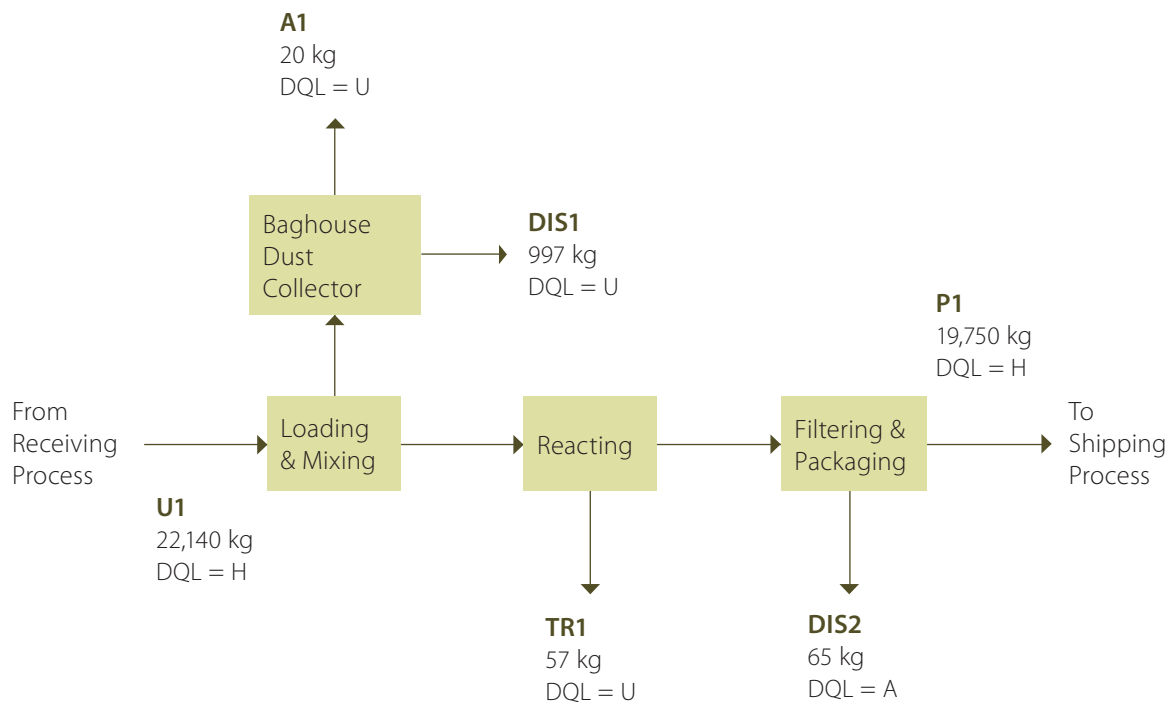 A1
20 kg
DQL = U
Baghouse
Dust
Collector
DIS1
997 kg
DQL = U
P1
19,750 kg
DQL = H
From
Receiving
Process
Loading
& Mixing
Reacting
Filtering &
Packaging
To
Shipping
Process
U1
22,140 kg
DQL = H
TR1
57 kg
DQL = U
DIS2
65 kg
DQL = A